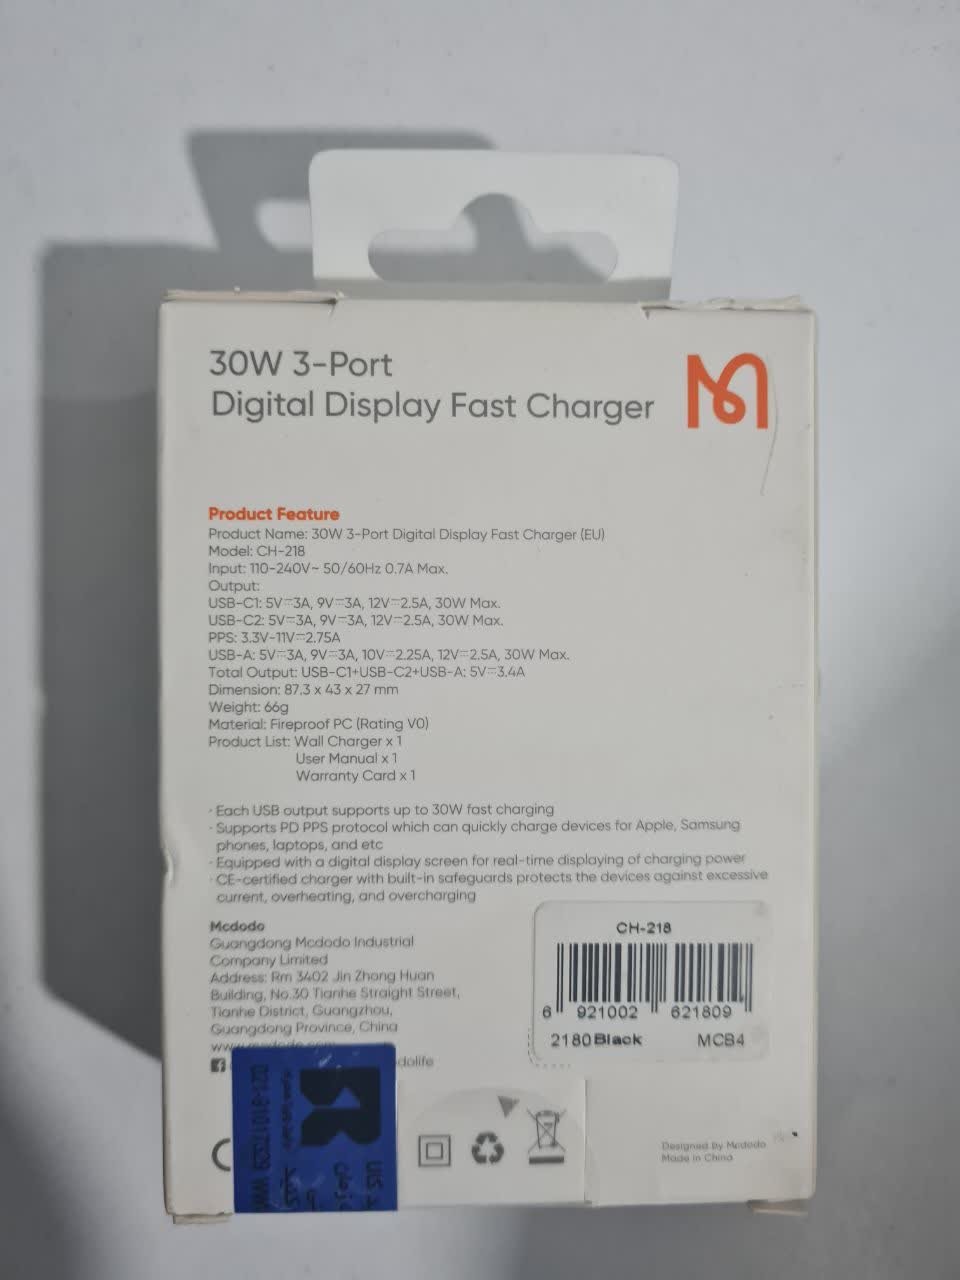 30W 3-Port
Digital Display Fast Charger
Product Feature
Product Name: 30W 3-Port Digital Display Fast Charger (EU)
Model: CH-218
Input: 110-240V~ 50/60Hz 0.7A Max.
Output:
USB-C1: 5V⎓3A, 9V⎓3A, 12V⎓2.5A, 30W Max.
USB-C2: 5V⎓3A, 9V⎓3A, 12V⎓2.5A, 30W Max.
PPS: 3.3V-11V⎓2.75A
USB-A: 5V⎓3A, 9V⎓3A, 10V⎓2.25A, 12V⎓2.5A, 30W Max.
Total Output: USB-C1+USB-C2+USB-A: 5V⎓3.4A
Dimension: 87.3 x 43 x 27 mm
Weight: 66g
Material: Fireproof PC (Rating V0)
Product List: Wall Charger x 1
User Manual x 1
Warranty Card x 1
· Each USB output supports up to 30W fast charging
· Supports PD PPS protocol which can quickly charge devices for Apple, Samsung
phones, laptops, and etc
· Equipped with a digital display screen for real-time displaying of charging power
· CE-certified charger with built-in safeguards protects the devices against excessive
current, overheating, and overcharging
Mcdodo
Guangdong Mcdodo Industrial
Company Limited
Address: Rm 3402 Jin Zhong Huan
Building, No.30 Tianhe Straight Street,
Tianhe District, Guangzhou,
Guangdong Province, China
dolife
CH-218
6 921002 621809
2180Black MCB4
Designed by Mcdodo
Made in China